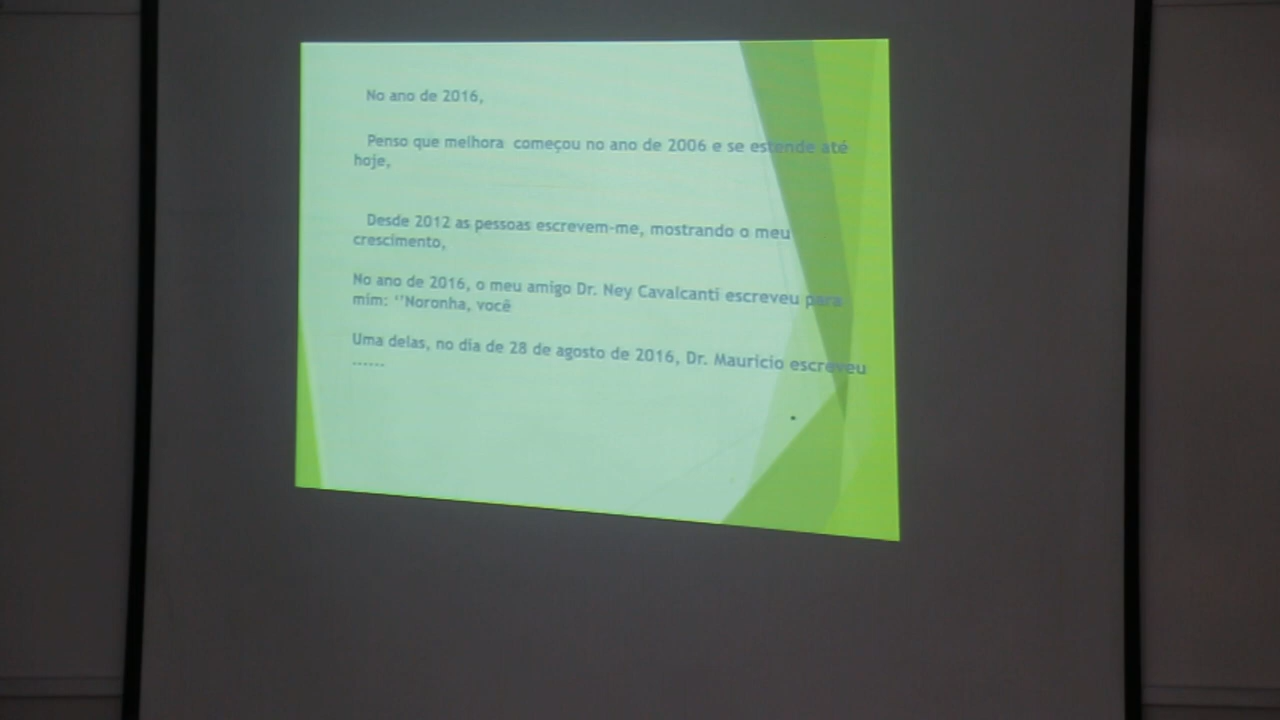 No ano de 2016,
Penso que melhora começou no ano de 2006 e se estende até
hoje,
Desde 2012 as pessoas escrevem-me, mostrando o meu
crescimento,
No ano de 2016, o meu amigo Dr. Ney Cavalcanti escreveu para
mim: ‘’Noronha, você
Uma delas, no dia de 28 de agosto de 2016, Dr. Mauricio escreveu
......